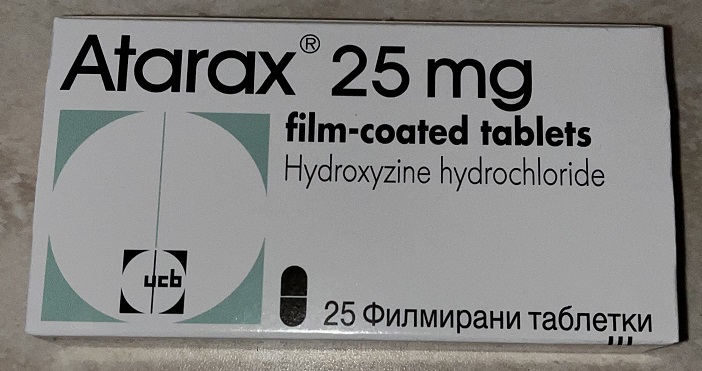 Atarax® 25 mg
film-coated tablets
Hydroxyzine hydrochloride
ucb
25 Филмирани таблетки